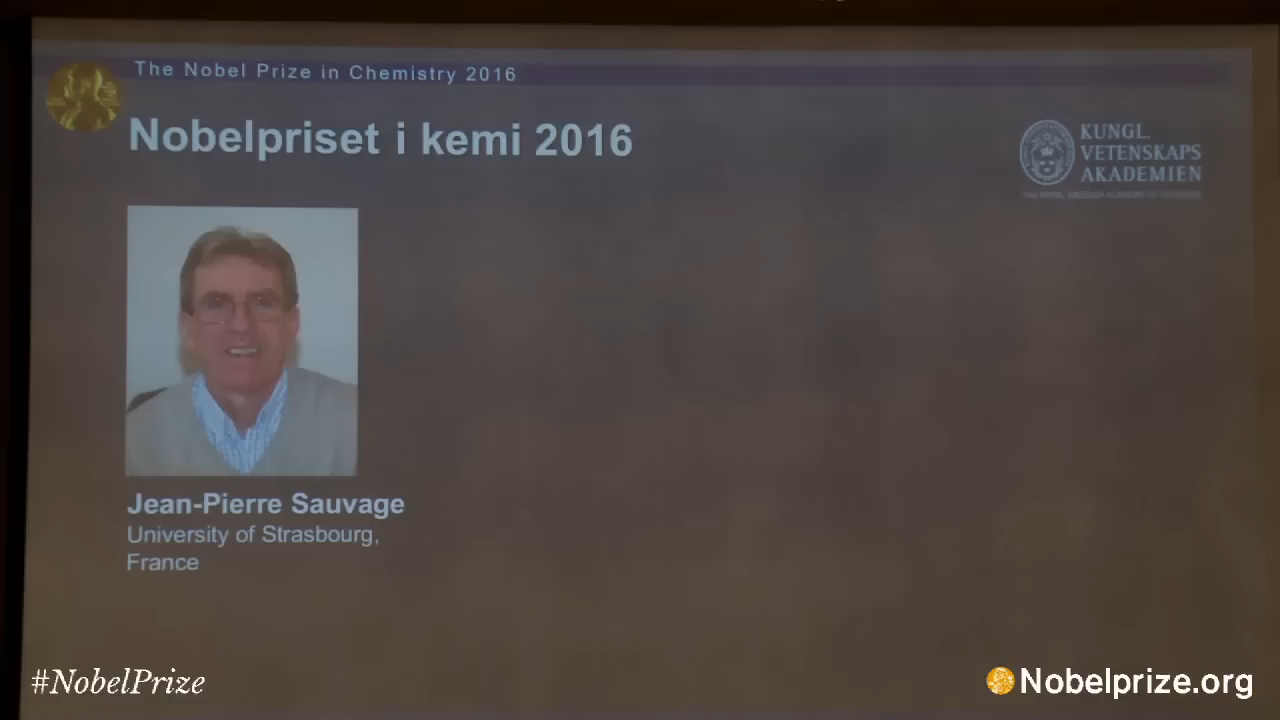 The Nobel Prize in Chemistry 2016
Nobelpriset i kemi 2016
KUNGL.
VETENSKAPS
AKADEMIEN
Jean-Pierre Sauvage
University of Strasbourg,
France
#NobelPrize
Nobelprize.org